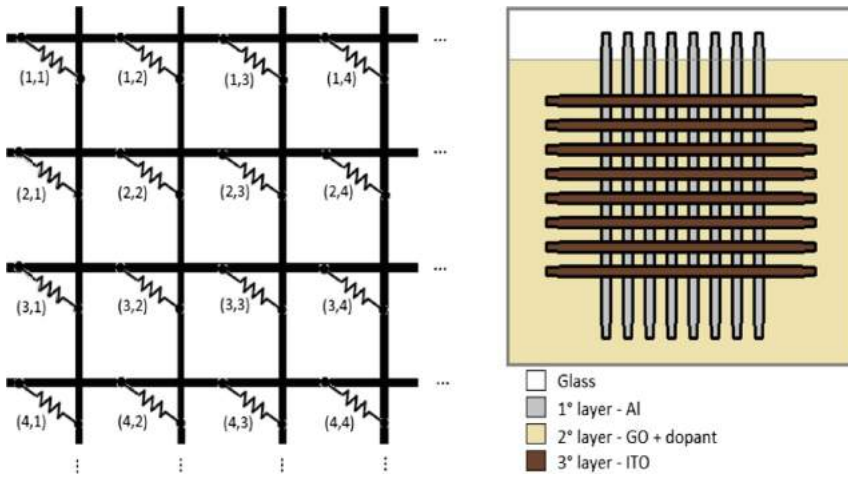 (1,1) (1,2) (1,3) (1,4) ...
(2,1) (2,2) (2,3) (2,4)
(3,1) (3,2) (3,3) (3,4) ...
(4,1) (4,2) (4,3) (4,4) ...
... ... ... ...
Glass
1° layer - Al
2° layer - GO + dopant
3° layer - ITO